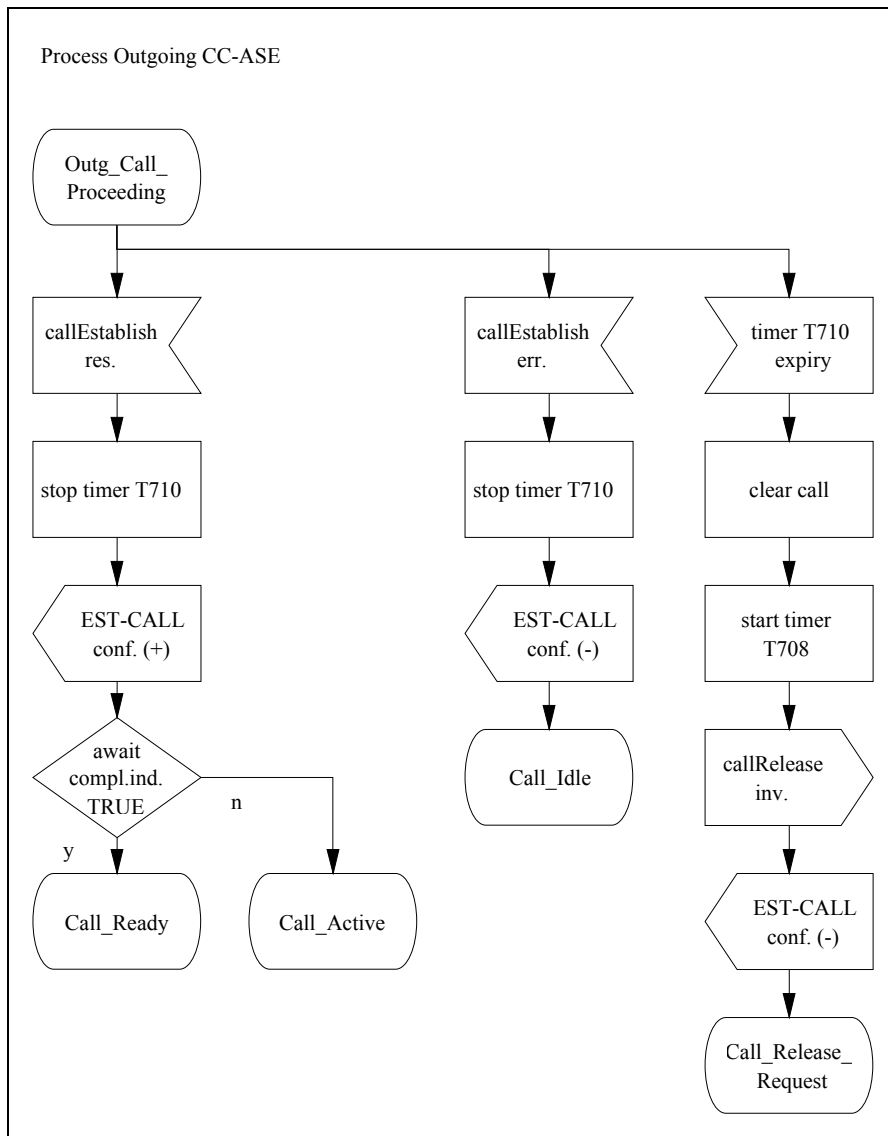 Process Outgoing CC-ASE
Outg_Call_
Proceeding
callEstablish
res.
callEstablish
err.
timer T710
expiry
stop timer T710
stop timer T710
clear call
EST-CALL
conf. (+)
EST-CALL
conf. (-)
start timer
T708
await
compl.ind.
TRUE
n
y
Call_Idle
callRelease
inv.
Call_Ready
Call_Active
EST-CALL
conf. (-)
Call_Release_
Request